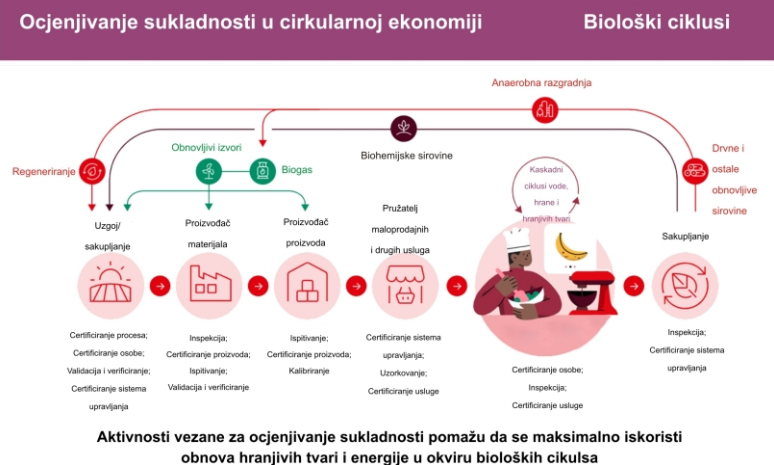 Ocjenjivanje sukladnosti u cirkularnoj ekonomiji
Biološki ciklusi
Anaerobna razgradnja
Obnovljivi izvori
Biogas
Biohemijske sirovine
Regeneriranje
Kaskadni
ciklusi vode,
hrane i
hranjivih tvari
Drvne i
ostale
obnovljive
sirovine
Uzgoj/
sakupljanje
Proizvođač
materijala
Proizvođač
proizvoda
Pružatelj
maloprodajnih
i drugih usluga
Sakupljanje
Certificiranje procesa;
Certificiranje osobe;
Validacija i verificiranje;
Certificiranje sistema
upravljanja
Inspekcija;
Certificiranje proizvoda;
Ispitivanje;
Validacija i verificiranje
Ispitivanje;
Certificiranje proizvoda;
Kalibriranje
Certificiranje sistema
upravljanja;
Uzorkovanje;
Certificiranje usluge
Certificiranje osobe;
Inspekcija;
Certificiranje usluge
Inspekcija;
Certificiranje sistema
upravljanja
Aktivnosti vezane za ocjenjivanje sukladnosti pomažu da se maksimalno iskoristi
obnova hranjivih tvari i energije u okviru bioloških cikulsa